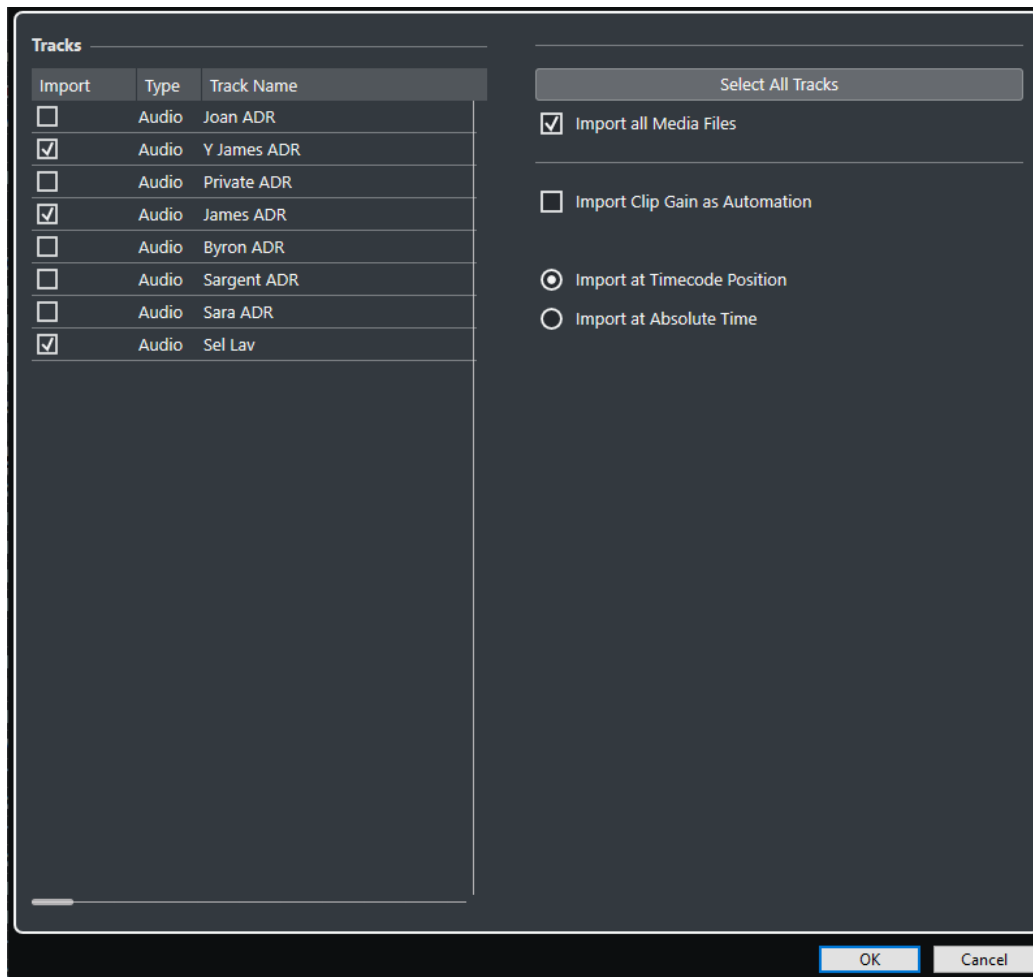 Tracks
Import Type Track Name
Audio Joan ADR
Audio Y James ADR
Audio Private ADR
Audio James ADR
Audio Byron ADR
Audio Sargent ADR
Audio Sara ADR
Audio Sel Lav
Select All Tracks
Import all Media Files
Import Clip Gain as Automation
Import at Timecode Position
Import at Absolute Time
OK Cancel